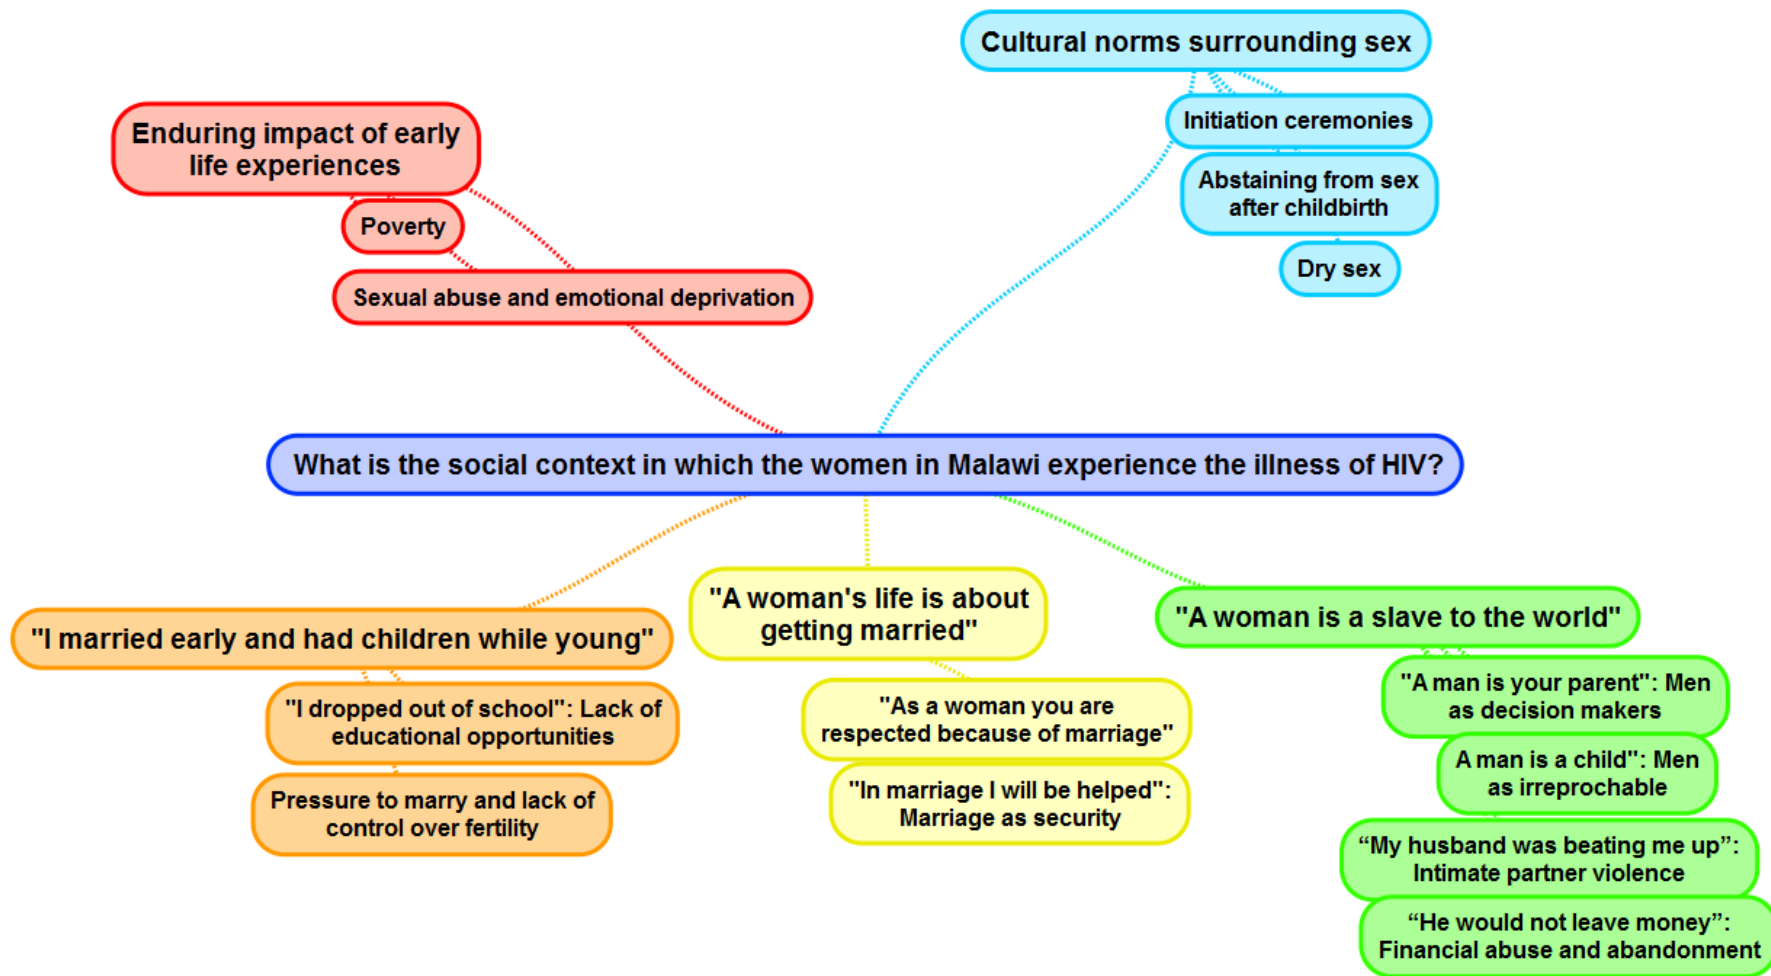 Cultural norms surrounding sex
Initiation ceremonies
Abstaining from sex
after childbirth
Dry sex
Enduring impact of early
life experiences
Poverty
Sexual abuse and emotional deprivation
What is the social context in which the women in Malawi experience the illness of HIV?
"I married early and had children while young"
"I dropped out of school": Lack of
educational opportunities
Pressure to marry and lack of
control over fertility
"A woman's life is about
getting married"
"As a woman you are
respected because of marriage"
"In marriage I will be helped":
Marriage as security
"A woman is a slave to the world"
"A man is your parent": Men
as decision makers
A man is a child": Men
as irreprochable
“My husband was beating me up”:
Intimate partner violence
“He would not leave money”:
Financial abuse and abandonment